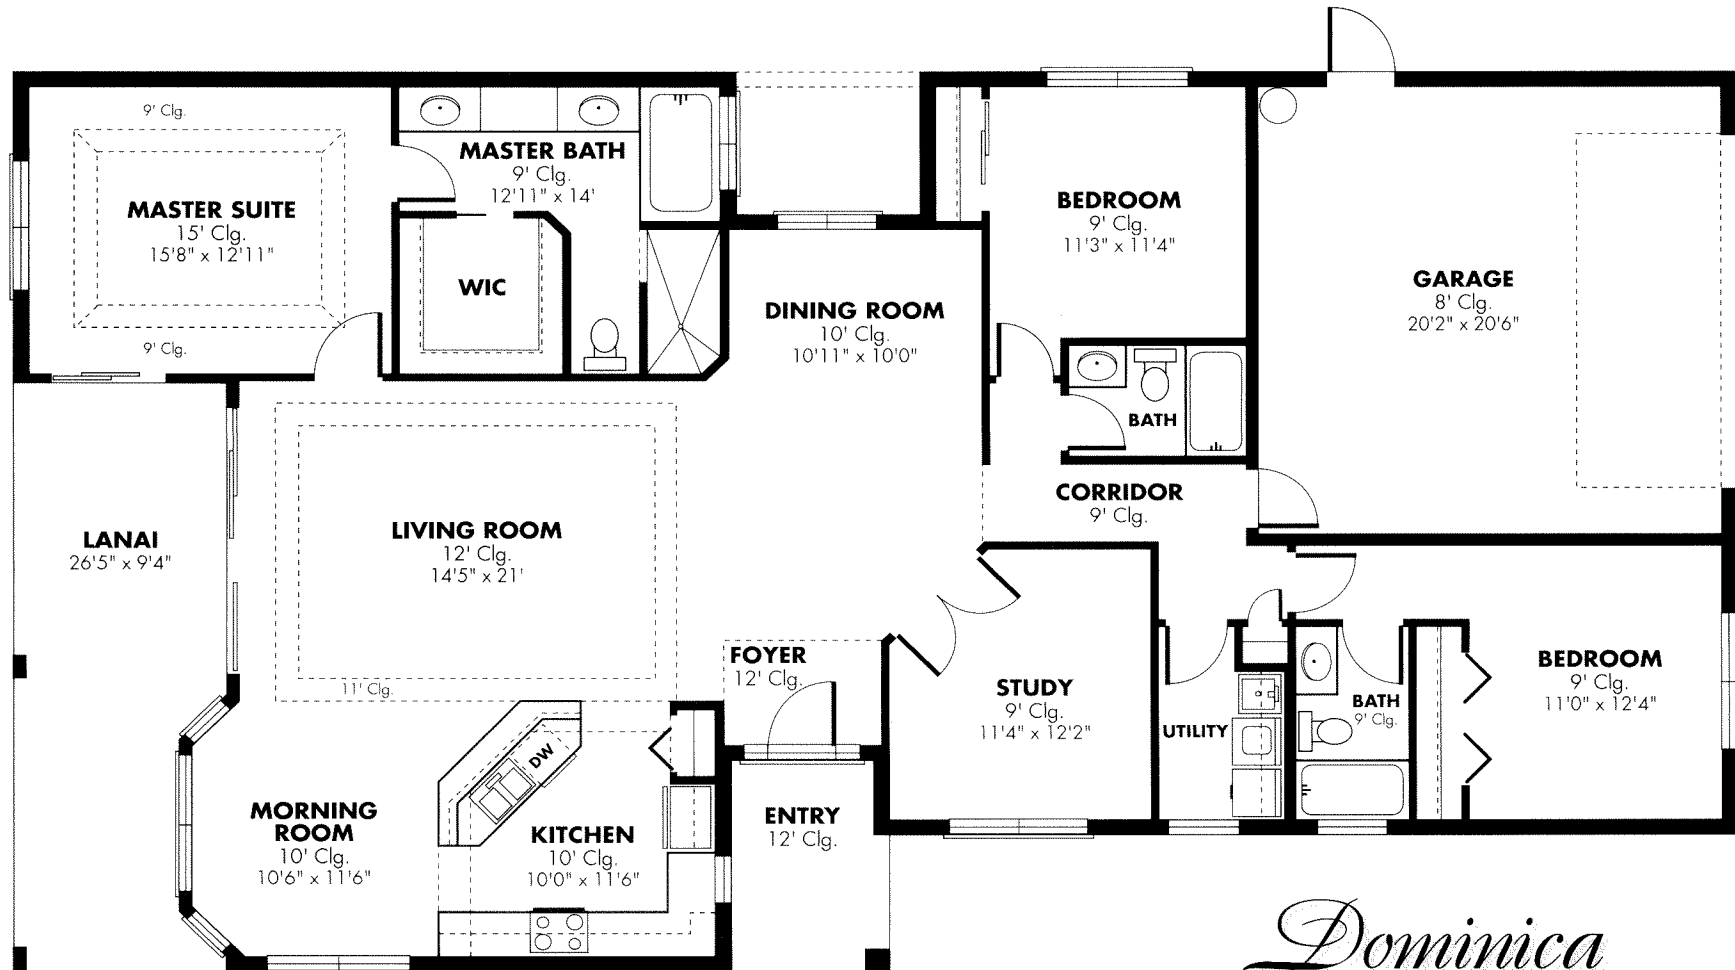 9' Clg.
MASTER SUITE
15' Clg.
15'8" x 12'11"
9' Clg.
MASTER BATH
9' Clg.
12'11" x 14'
WIC
DINING ROOM
10' Clg.
10'11" x 10'0"
BEDROOM
9' Clg.
11'3" x 11'4"
GARAGE
8' Clg.
20'2" x 20'6"
BATH
CORRIDOR
9' Clg.
LANAI
26'5" x 9'4"
LIVING ROOM
12' Clg.
14'5" x 21'
11' Clg.
FOYER
12' Clg.
STUDY
9' Clg.
11'4" x 12'2"
UTILITY
BATH
9' Clg.
BEDROOM
9' Clg.
11'0" x 12'4"
MORNING
ROOM
10' Clg.
10'6" x 11'6"
DW
KITCHEN
10' Clg.
10'0" x 11'6"
ENTRY
12' Clg.
Dominica